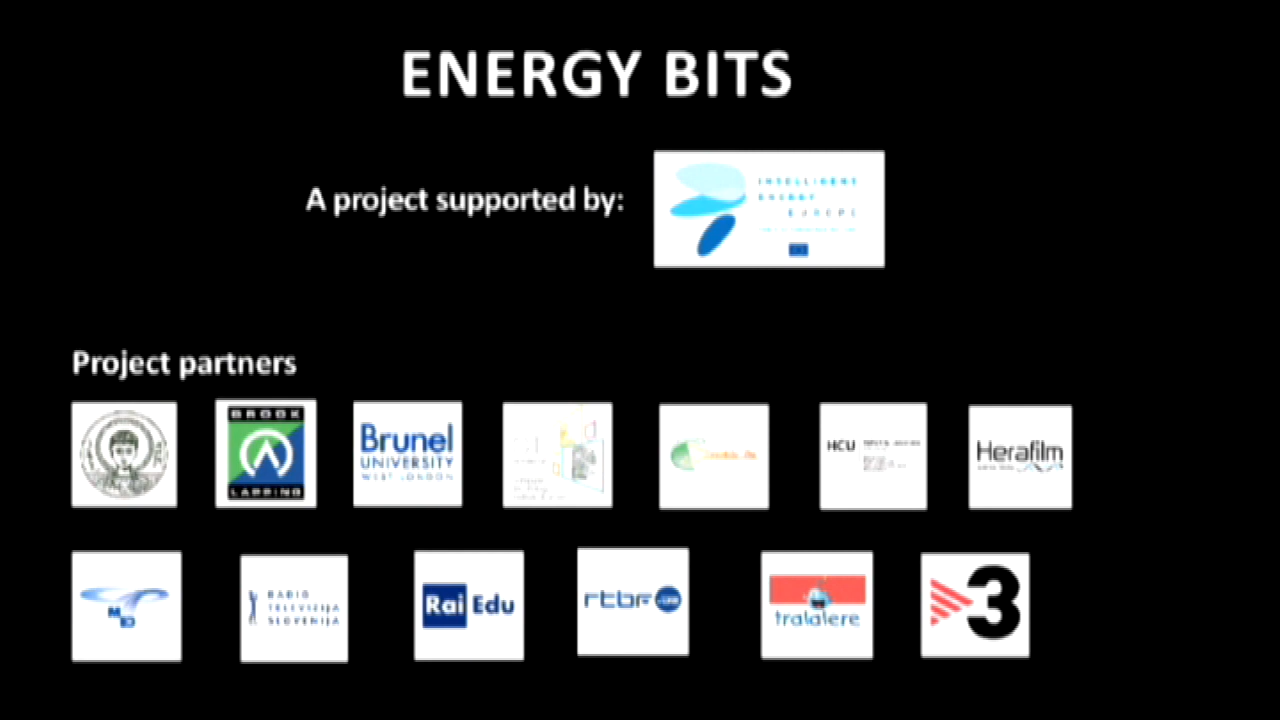 ENERGY BITS
A project supported by:
INTELLIGENT
ENERGY
EUROPE
Project partners
BROOK
LAPPING
Brunel
UNIVERSITY
WEST LONDON
HCU
Herafilm
RADIO
TELEVIZIJA
SLOVENIJA
Rai Edu
rtbf
tralalere
3